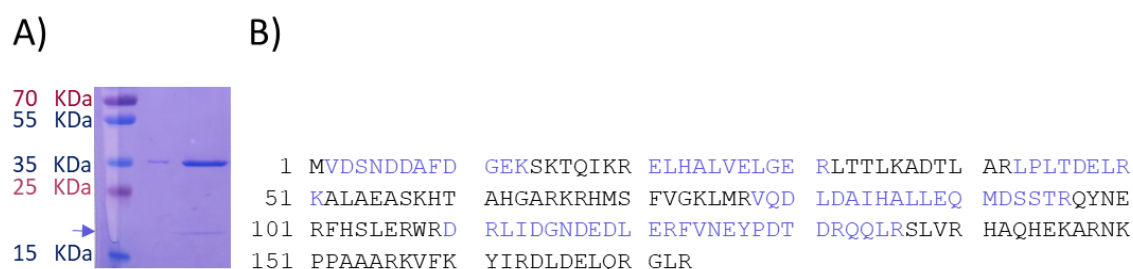 A)
B)
70 KDa
55 KDa
35 KDa
25 KDa
15 KDa
1 MVDSNDDAFD GEKSKTQIKR ELHALVELGE RLTTLKADTL ARLPLTDELR
51 KALAEASKHT AHGARKRHMS FVGKLMRVQD LDAIHALLEQ MDSSTRQYNE
101 RFHSLERWRD RLIDGNDEDL ERFVNEYPDT DRQQLRSLVR HAQHEKARNK
151 PPAAARKVFK YIRDLDELQR GLR